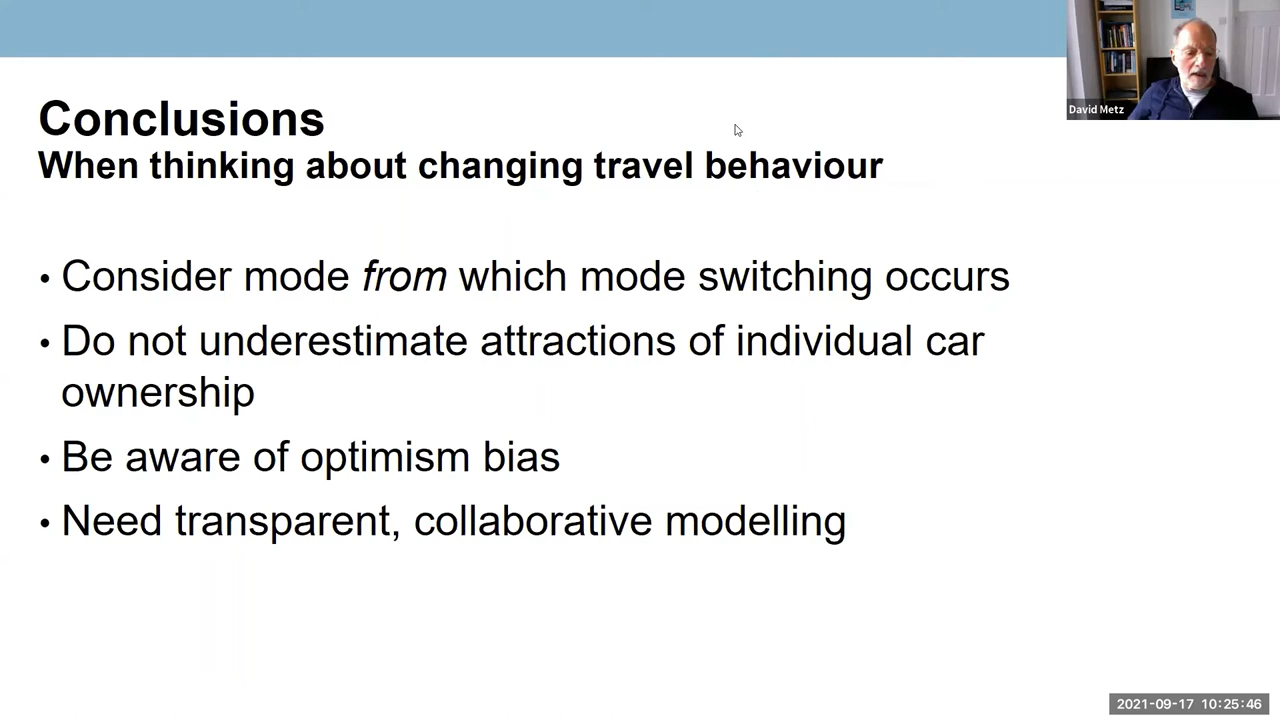 David Metz
Conclusions
When thinking about changing travel behaviour
• Consider mode from which mode switching occurs
• Do not underestimate attractions of individual car
ownership
• Be aware of optimism bias
• Need transparent, collaborative modelling
2021-09-17 10:25:46